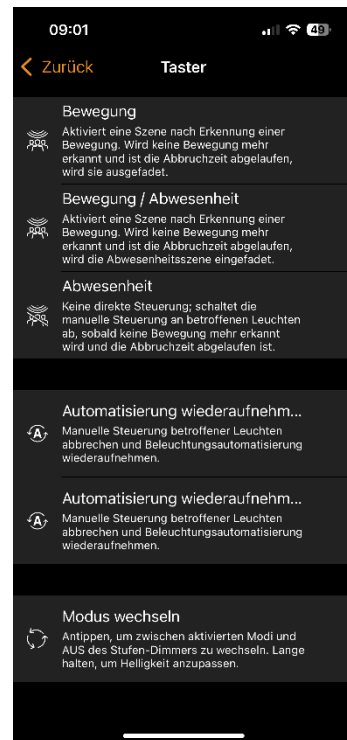 09:01
49
Zurück
Taster
Bewegung
Aktiviert eine Szene nach Erkennung einer
Bewegung. Wird keine Bewegung mehr
erkannt und ist die Abbruchzeit abgelaufen,
wird sie ausgefadet.
Bewegung / Abwesenheit
Aktiviert eine Szene nach Erkennung einer
Bewegung. Wird keine Bewegung mehr
erkannt und ist die Abbruchzeit abgelaufen,
wird die Abwesenheitsszene eingefadet.
Abwesenheit
Keine direkte Steuerung; schaltet die
manuelle Steuerung an betroffenen Leuchten
ab, sobald keine Bewegung mehr erkannt
wird und die Abbruchzeit abgelaufen ist.
Automatisierung wiederaufnehm...
A
Manuelle Steuerung betroffener Leuchten
abbrechen und Beleuchtungsautomatisierung
wiederaufnehmen.
Automatisierung wiederaufnehm...
A
Manuelle Steuerung betroffener Leuchten
abbrechen und Beleuchtungsautomatisierung
wiederaufnehmen.
Modus wechseln
Antippen, um zwischen aktivierten Modi und
AUS des Stufen-Dimmers zu wechseln. Lange
halten, um Helligkeit anzupassen.